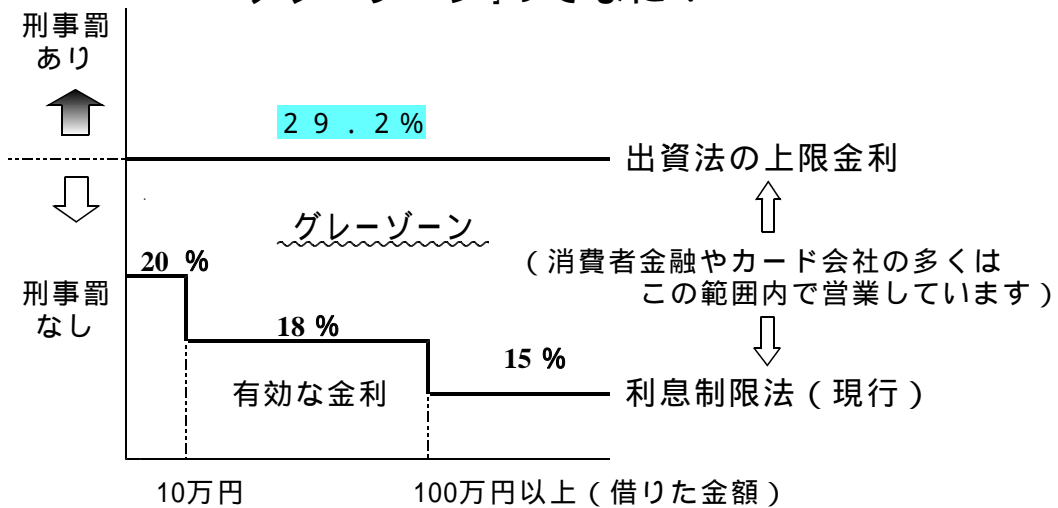 刑事罰
あり
29.2%
出資法の上限金利
グレーゾーン
(消費者金融やカード会社の多くは
この範囲内で営業しています)
20 %
刑事罰
なし
18 %
15 %
有効な金利
利息制限法(現行)
10万円
100万円以上(借りた金額)